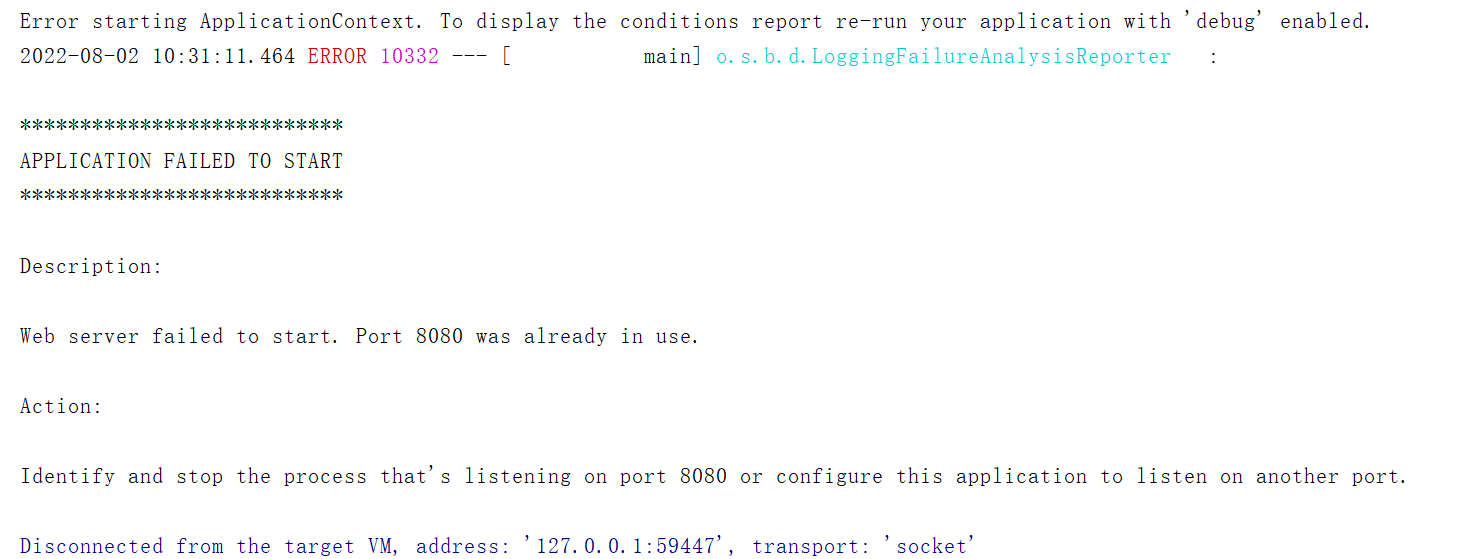 Error starting ApplicationContext. To display the conditions report re-run your application with 'debug' enabled.
2022-08-02 10:31:11.464 ERROR 10332 --- [           main] o.s.b.d.LoggingFailureAnalysisReporter   :
***************************
APPLICATION FAILED TO START
***************************
Description:
Web server failed to start. Port 8080 was already in use.
Action:
Identify and stop the process that's listening on port 8080 or configure this application to listen on another port.
Disconnected from the target VM, address: '127.0.0.1:59447', transport: 'socket'